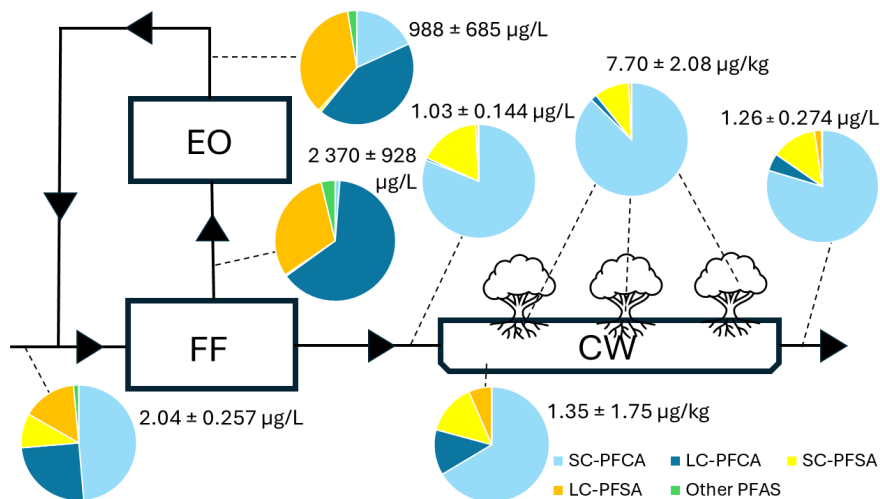 988 ± 685 µg/L
7.70 ± 2.08 µg/kg
1.03 ± 0.144 µg/L
1.26 ± 0.274 µg/L
EO
2 370 ± 928
µg/L
FF
CW
2.04 ± 0.257 µg/L
1.35 ± 1.75 µg/kg
SC-PFCA LC-PFCA SC-PFSA
LC-PFSA Other PFAS